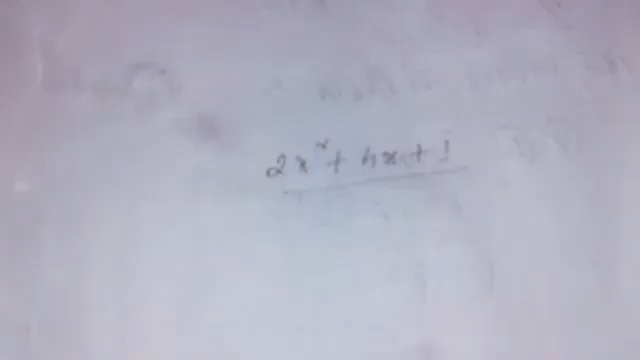 2x² + 4x + 1